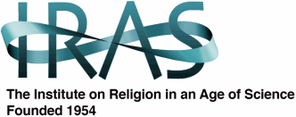 IRAS
The Institute on Religion in an Age of Science
Founded 1954